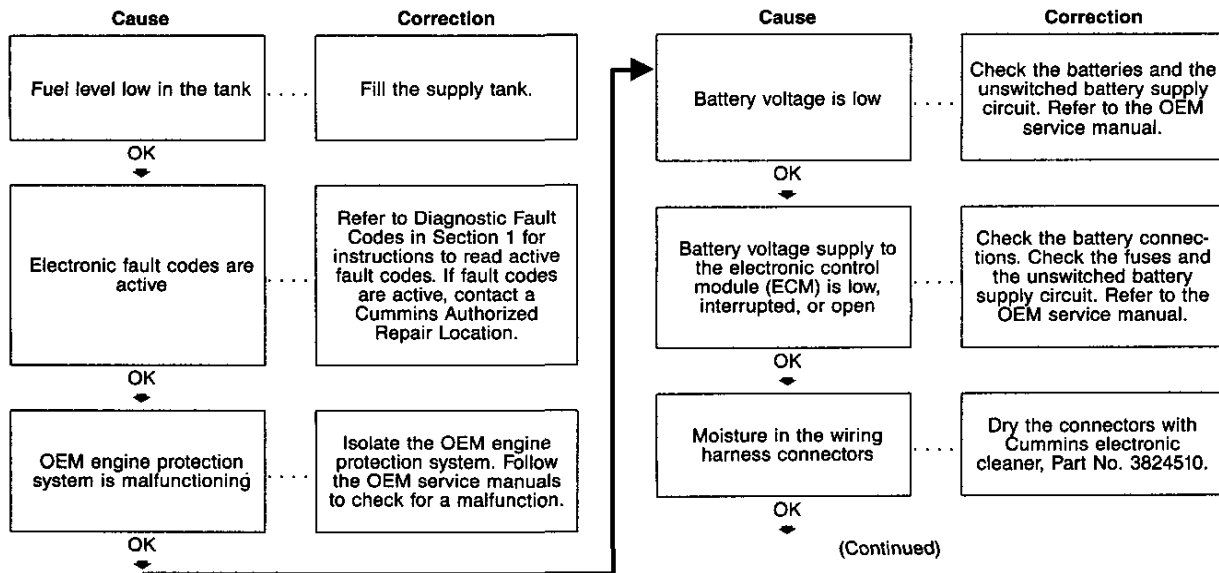 Cause
Correction
Fuel level low in the tank
Fill the supply tank.
OK
Electronic fault codes are
active
Refer to Diagnostic Fault
Codes in Section 1 for
instructions to read active
fault codes. If fault codes
are active, contact a
Cummins Authorized
Repair Location.
OK
OEM engine protection
system is malfunctioning
Isolate the OEM engine
protection system. Follow
the OEM service manuals
to check for a malfunction.
OK
Cause
Correction
Battery voltage is low
Check the batteries and the
unswitched battery supply
circuit. Refer to the OEM
service manual.
OK
Battery voltage supply to
the electronic control
module (ECM) is low,
interrupted, or open
Check the battery connec-
tions. Check the fuses and
the unswitched battery
supply circuit. Refer to the
OEM service manual.
OK
Moisture in the wiring
harness connectors
Dry the connectors with
Cummins electronic
cleaner, Part No. 3824510.
OK
(Continued)